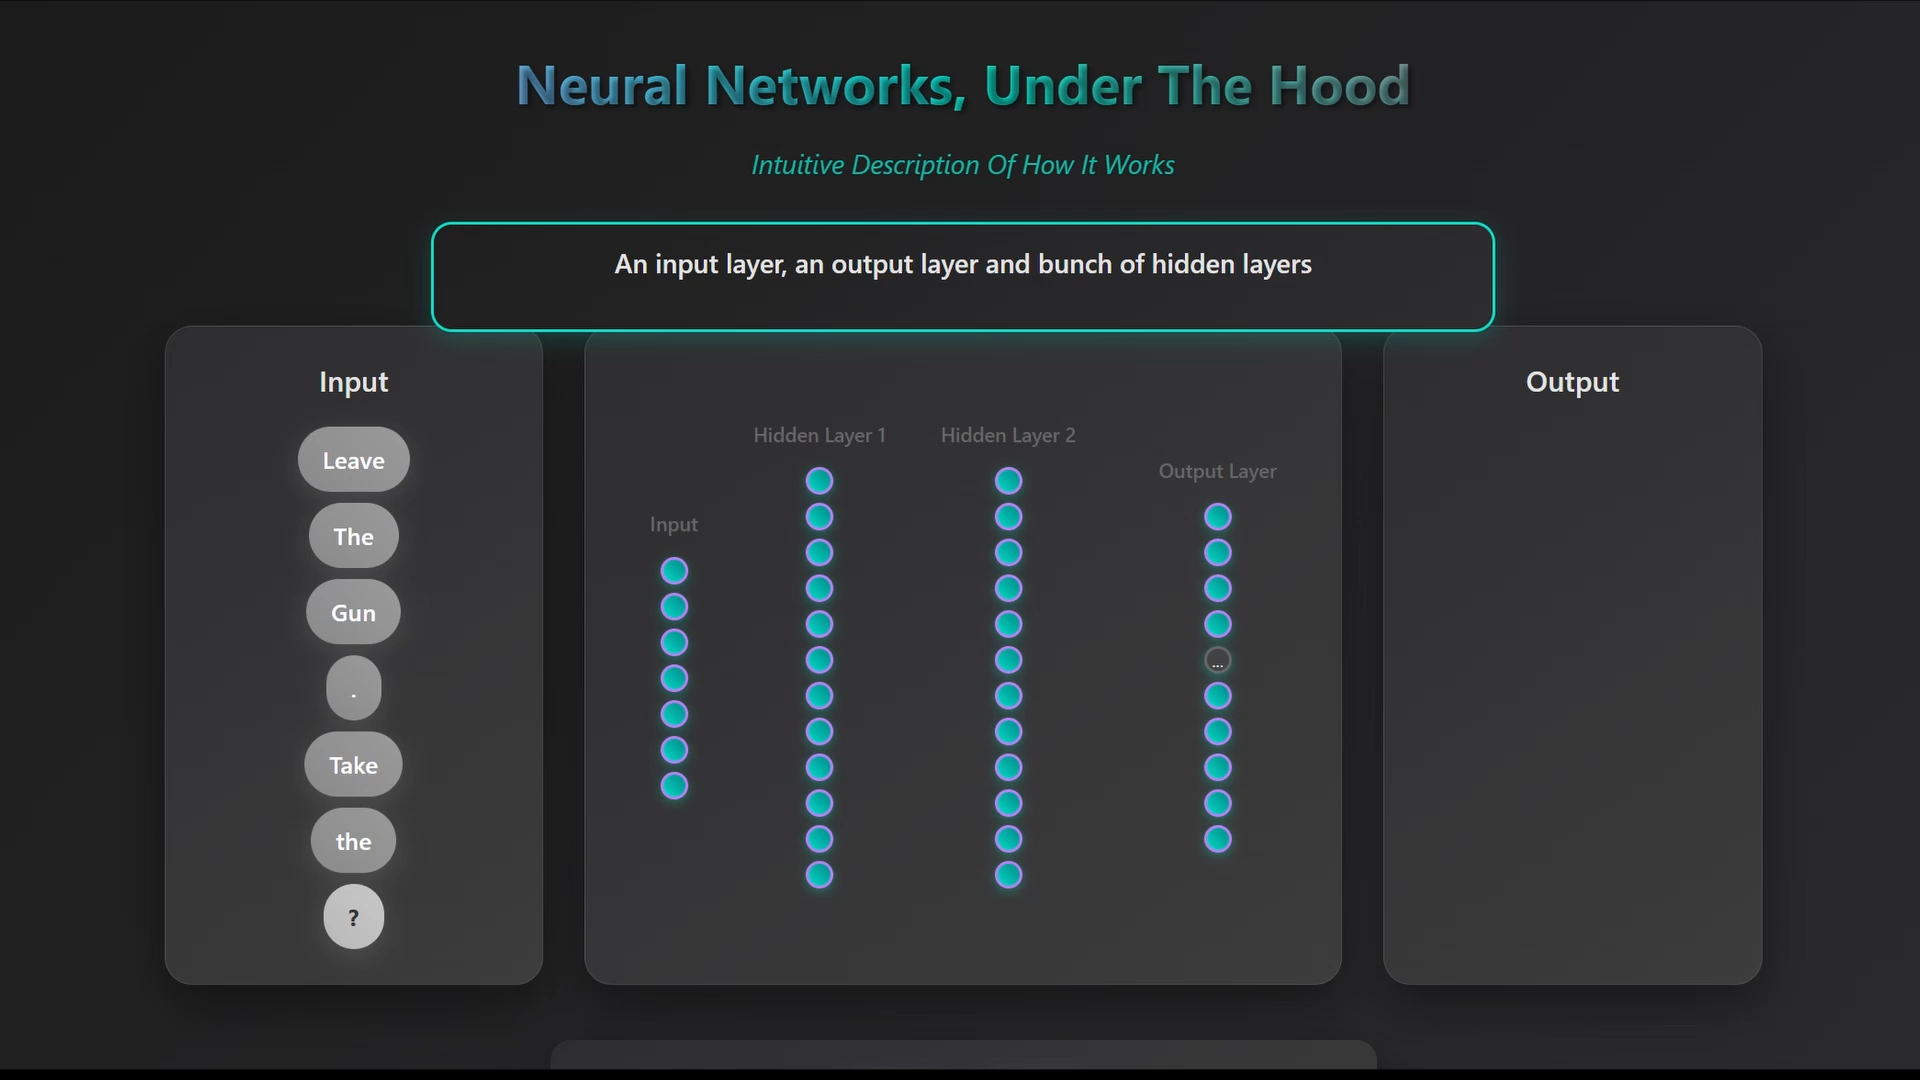 Neural Networks, Under The Hood
Intuitive Description Of How It Works
An input layer, an output layer and bunch of hidden layers
Input
Leave
The
Gun
.
Take
the
?
Input
Hidden Layer 1
Hidden Layer 2
Output Layer
...
Output